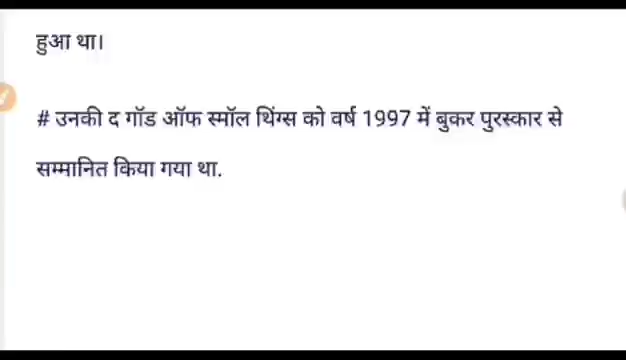 हुआ था।
# उनकी द गॉड ऑफ स्मॉल थिंग्स को वर्ष 1997 में बुकर पुरस्कार से
सम्मानित किया गया था.